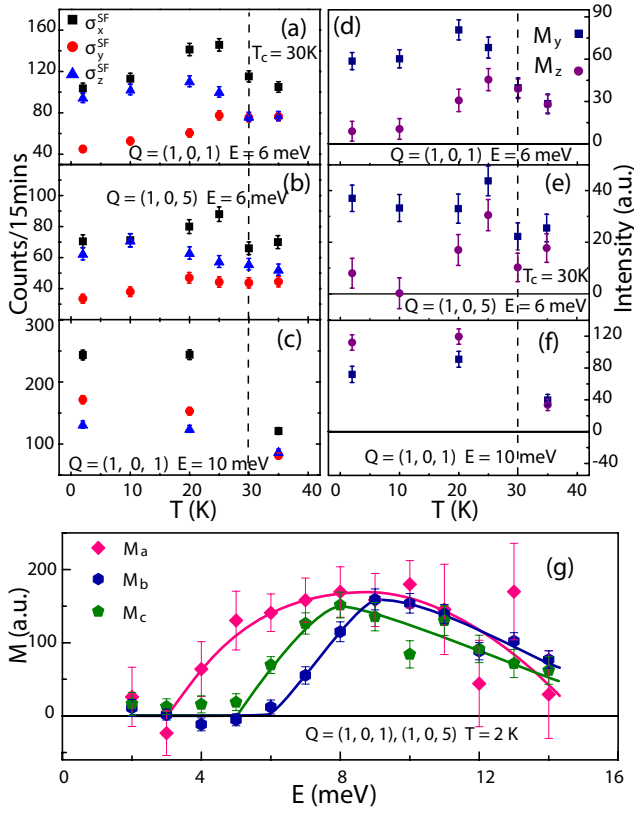 (a)
σxSF
σySF
σzSF
Tc = 30K
160
120
80
40
Q = (1, 0, 1) E = 6 meV
(d)
My
Mz
90
60
30
0
Q = (1, 0, 1) E = 6 meV
Counts/15mins
(b)
Q = (1, 0, 5) E = 6 meV
100
80
60
40
(e)
Tc = 30K
40
20
0
Q = (1, 0, 5) E = 6 meV
Intensity (a.u.)
(c)
300
250
150
100
Q = (1, 0, 1) E = 10 meV
0 10 20 30 40
T (K)
(f)
120
80
40
0
-40
Q = (1, 0, 1) E = 10 meV
0 10 20 30 40
T (K)
(g)
Ma
Mb
Mc
M (a.u.)
200
100
0
Q = (1, 0, 1), (1, 0, 5) T = 2 K
0 4 8 12 16
E (meV)